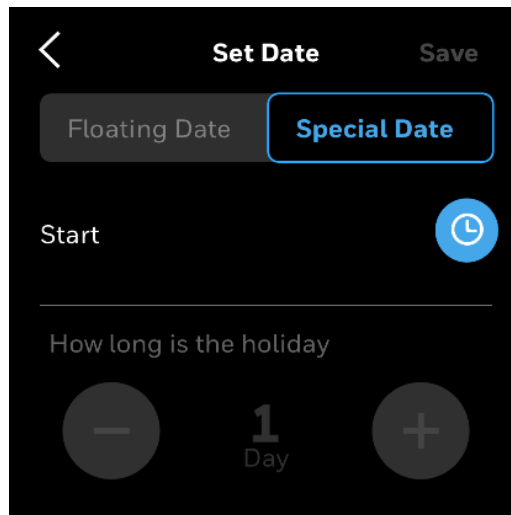 Set Date Save
Floating Date Special Date
Start
How long is the holiday
1
Day